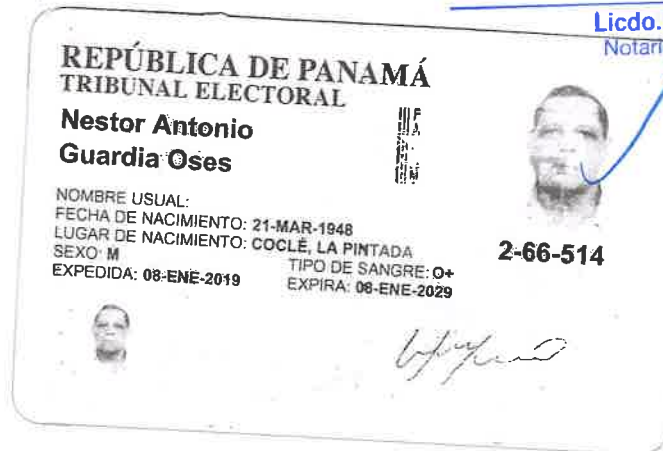 Licdo.
Notari
REPÚBLICA DE PANAMÁ
TRIBUNAL ELECTORAL
Nestor Antonio
Guardia Oses
NOMBRE USUAL:
FECHA DE NACIMIENTO: 21-MAR-1948
LUGAR DE NACIMIENTO: COCLÉ, LA PINTADA
SEXO: M TIPO DE SANGRE: O+
EXPEDIDA: 08-ENE-2019 EXPIRA: 08-ENE-2029
2-66-514